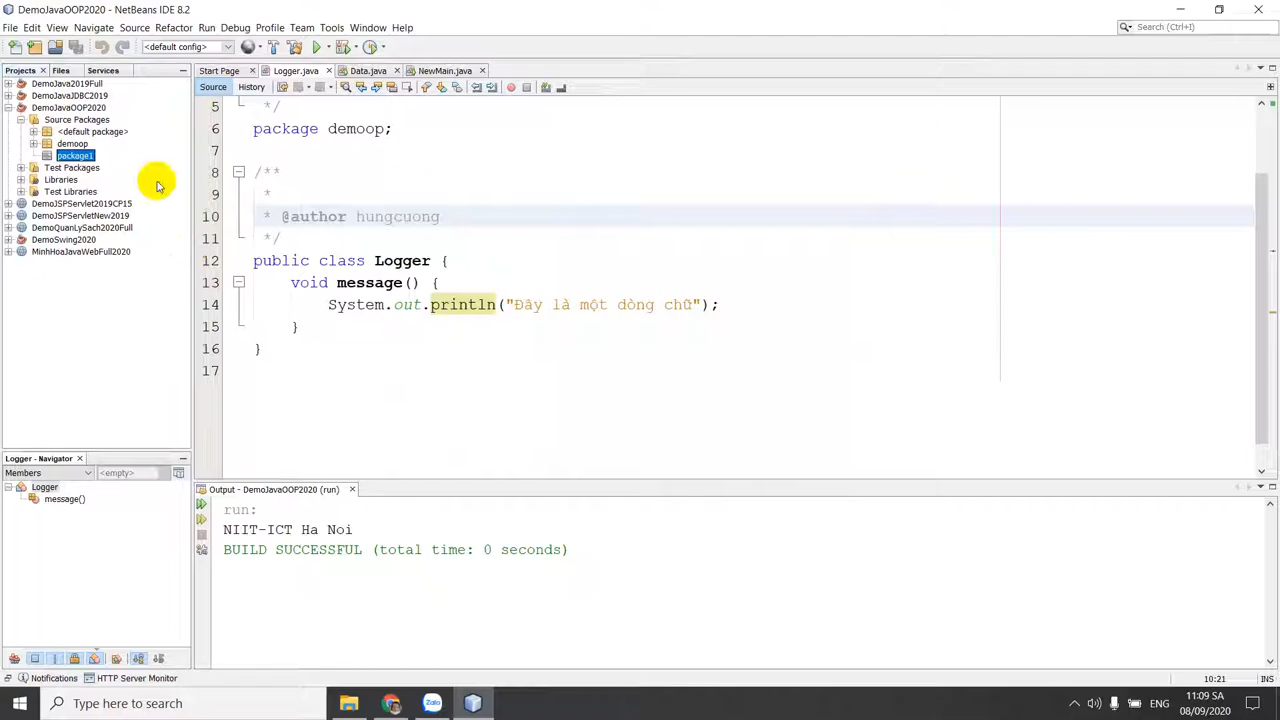 DemoJavaOOP2020 - NetBeans IDE 8.2
File Edit View Navigate Source Refactor Run Debug Profile Team Tools Window Help
Search (Ctrl+I)
<default config>
Projects Files Services
Start Page Logger.java Data.java NewMain.java
Source History
DemoJava2019Full
DemoJavaJDBC2019
DemoJavaOOP2020
Source Packages
<default package>
demoop
package1
Test Packages
Libraries
Test Libraries
DemoJSPServlet2019CP15
DemoJSPServletNew2019
DemoQuanLySach2020Full
DemoSwing2020
MinhHoaJavaWebFull2020
5 */
6 package demoop;
7
8 /**
9 *
10 * @author hungcuong
11 */
12 public class Logger {
13 void message() {
14 System.out.println("Đây là một dòng chữ");
15 }
16 }
17
Logger - Navigator
Members <empty>
Logger
message()
Output - DemoJavaOOP2020 (run)
run:
NIIT-ICT Ha Noi
BUILD SUCCESSFUL (total time: 0 seconds)
Notifications HTTP Server Monitor
10:21 INS
Type here to search
Zalo
ENG
11:09 SA
08/09/2020